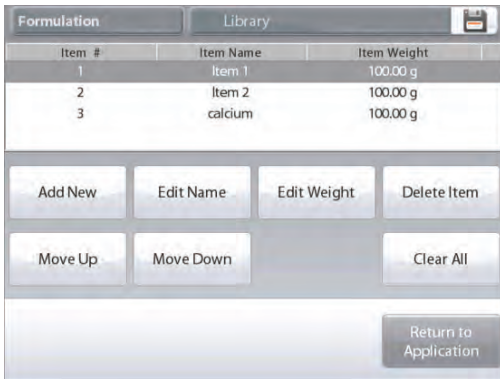 Formulation Library
Item # Item Name Item Weight
1 Item 1 100.00 g
2 Item 2 100.00 g
3 calcium 100.00 g
Add New Edit Name Edit Weight Delete Item
Move Up Move Down Clear All
Return to
Application